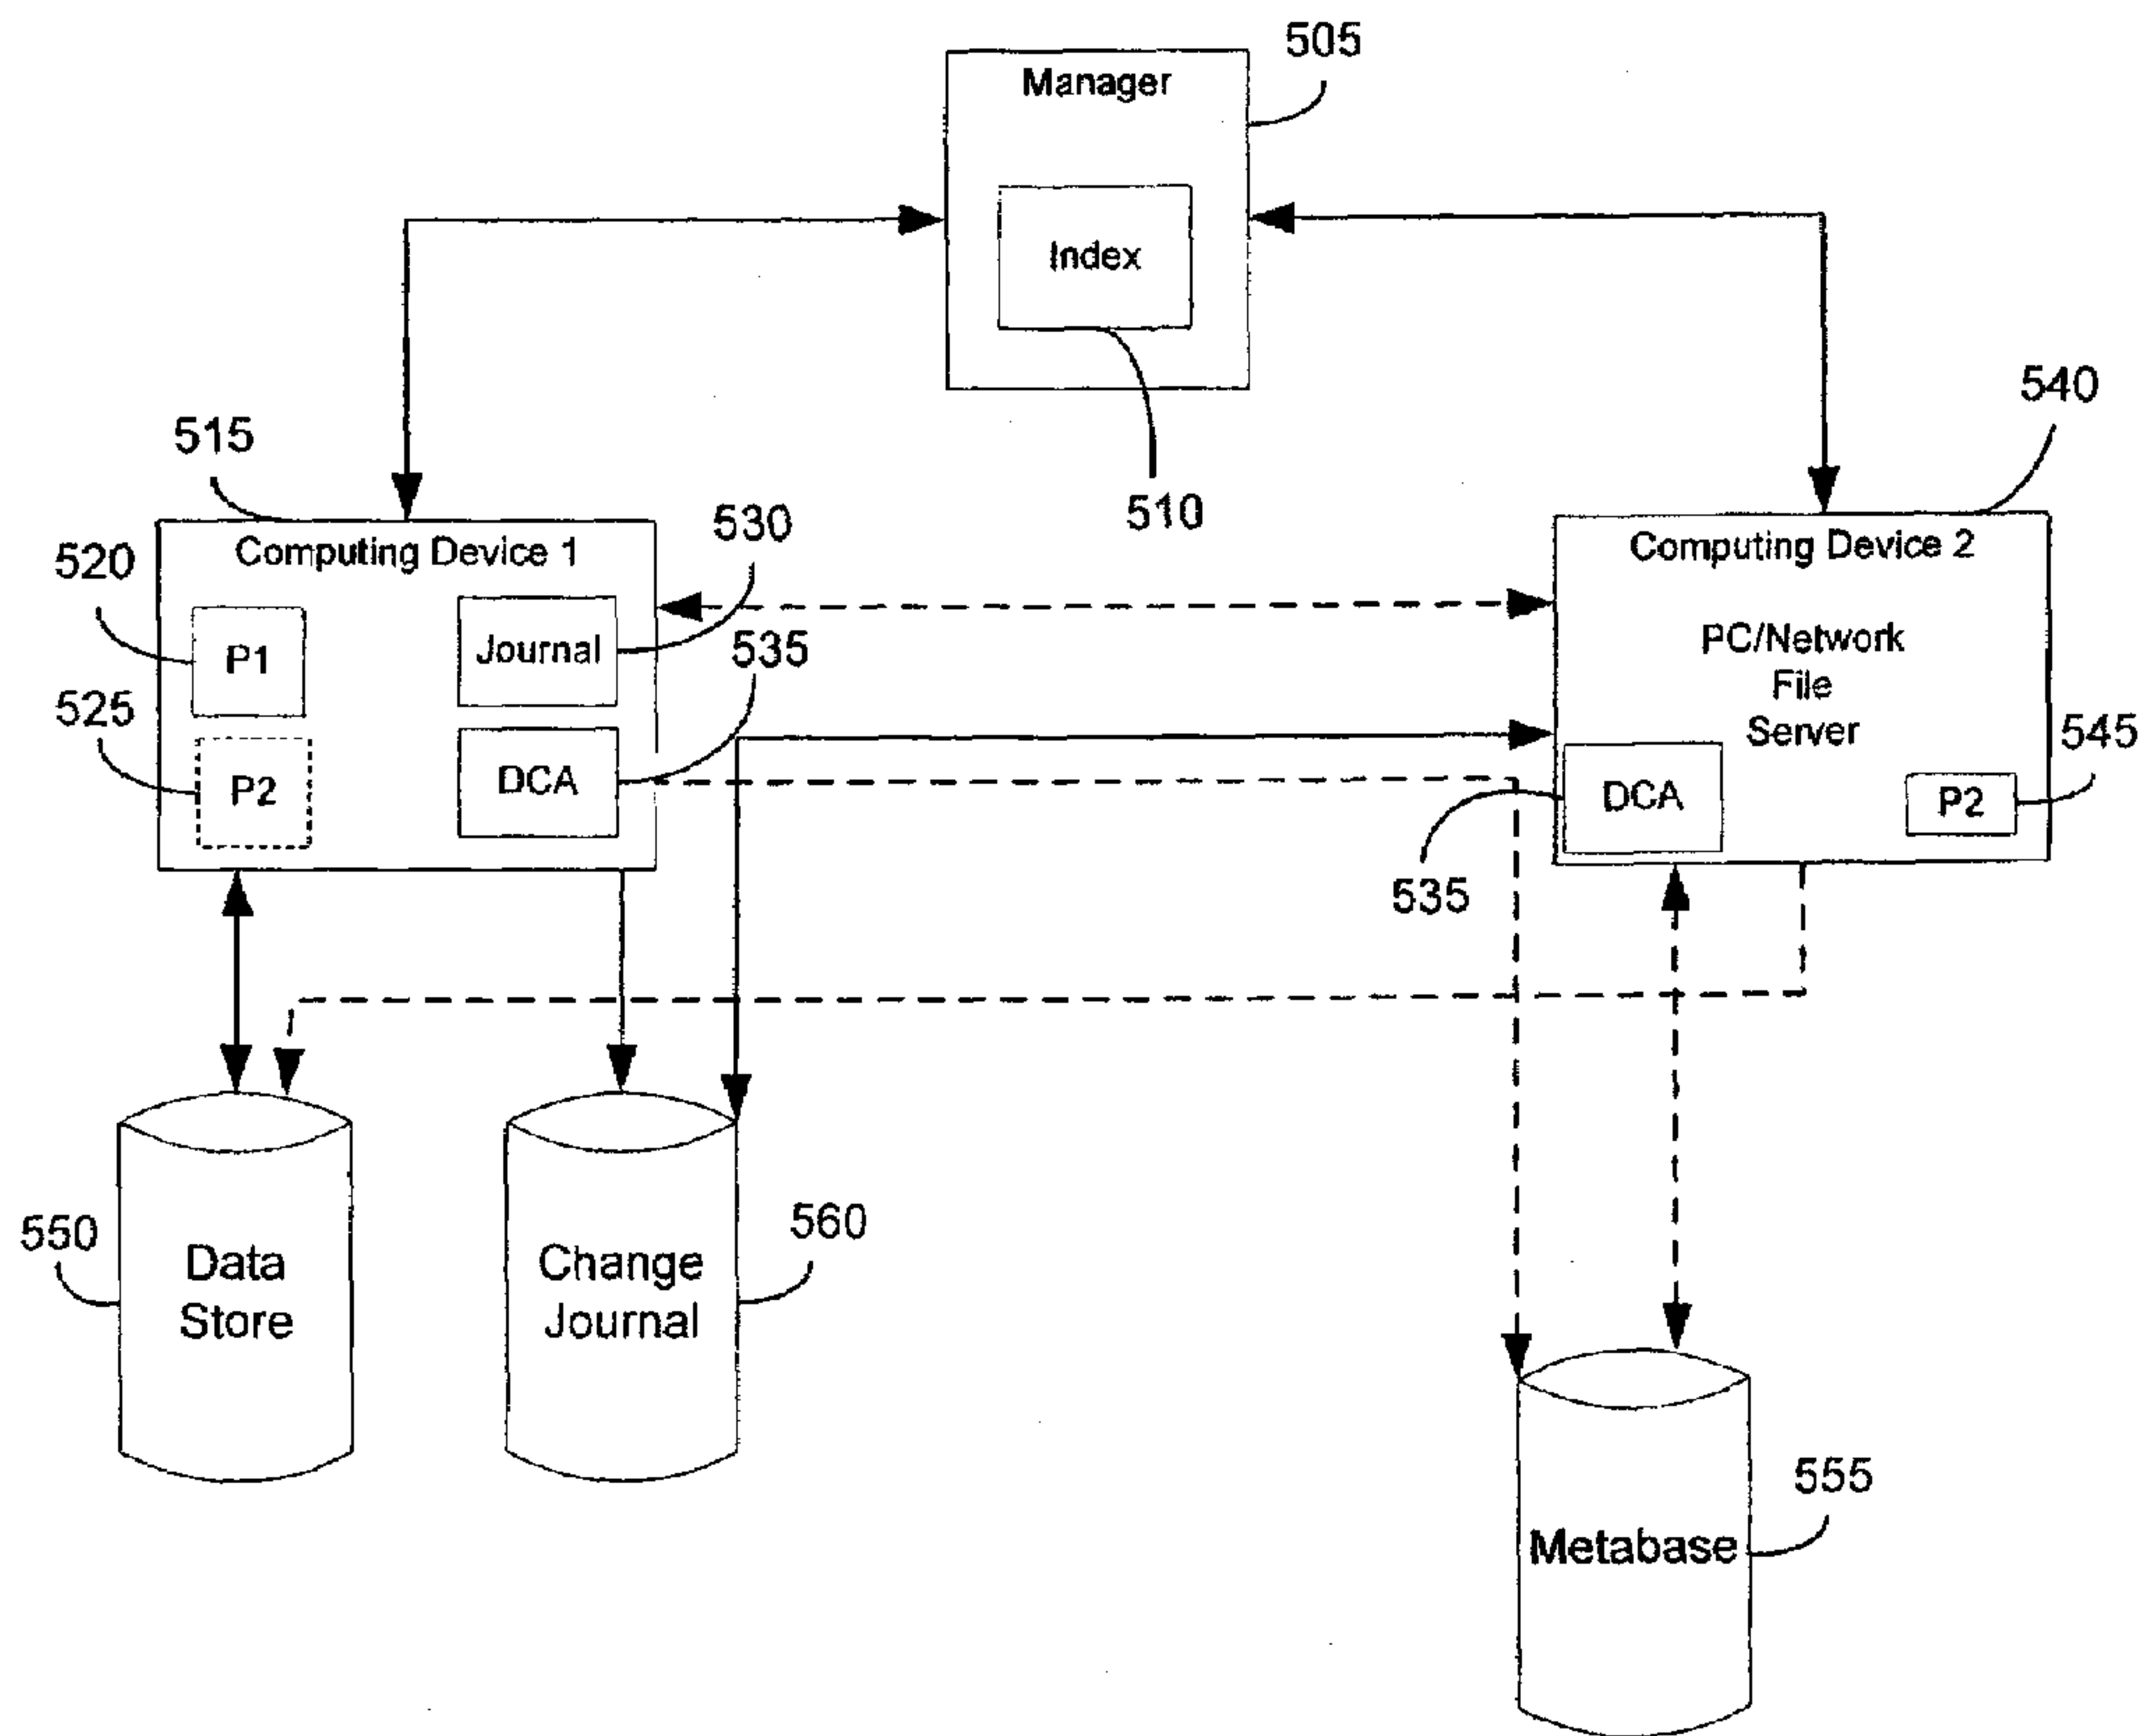 505
Manager
Index
510
540
515
530
Computing Device 1
520
P1
Journal
535
525
P2
DCA
Computing Device 2
PC/Network
File
Server
545
DCA
P2
535
550
Data
Store
Change
Journal
560
555
Metabase